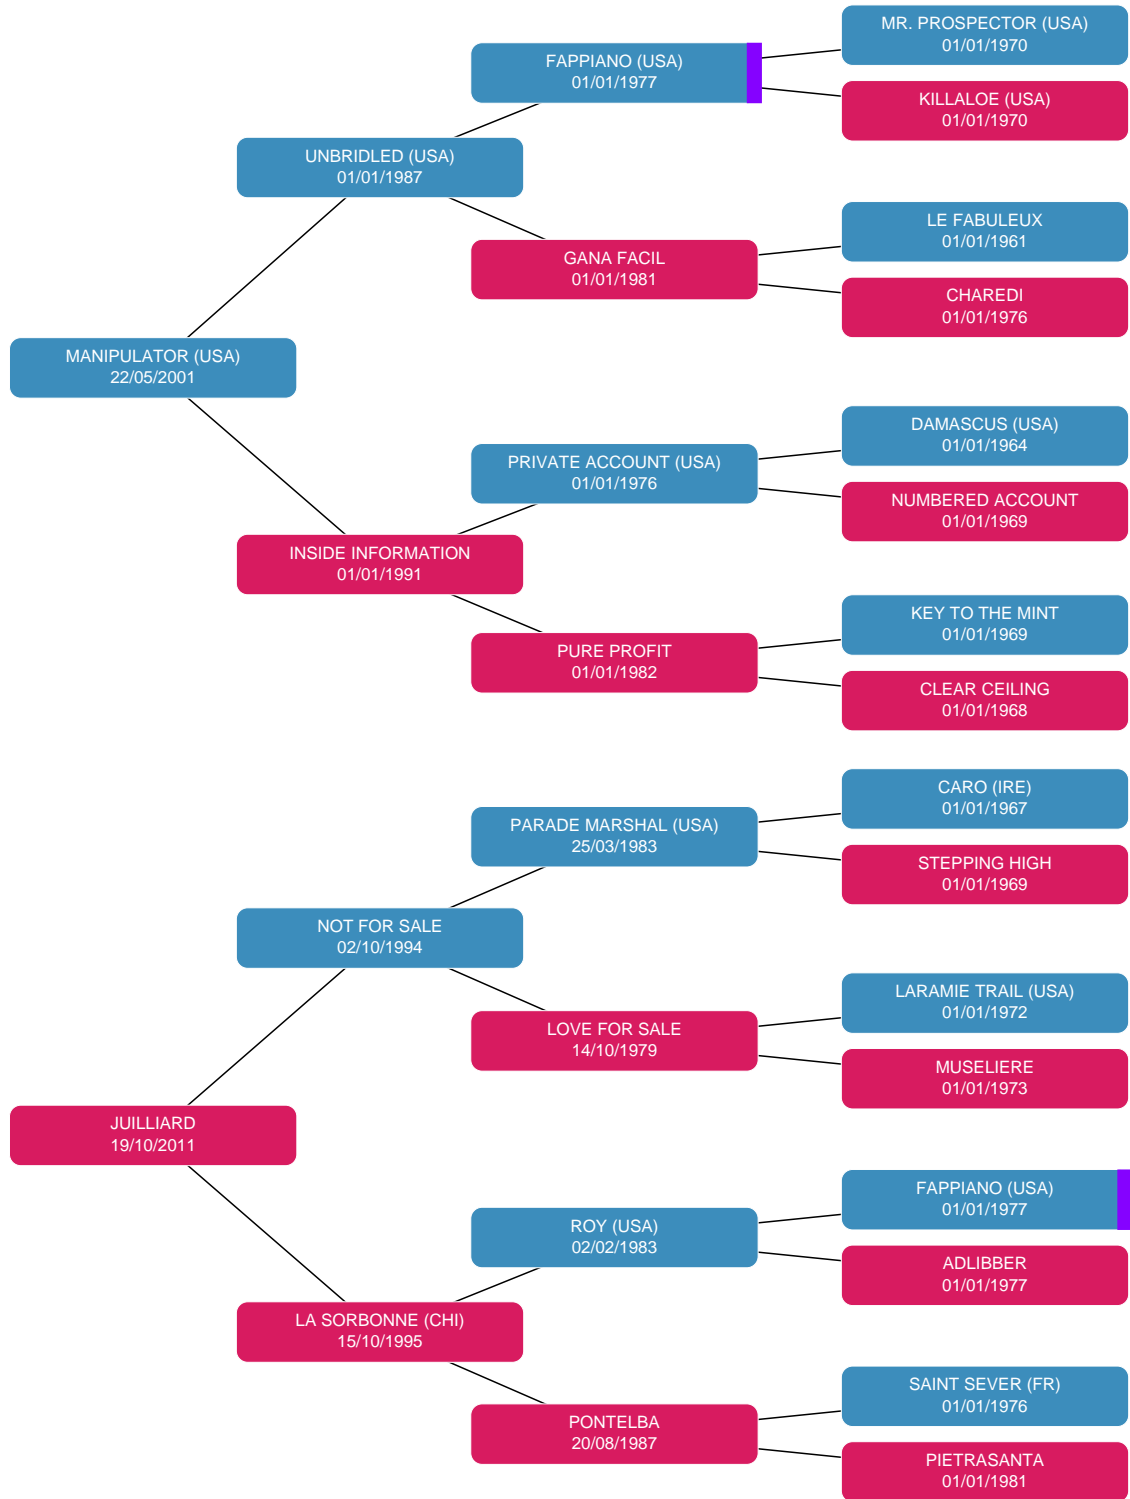 MR. PROSPECTOR (USA)
01/01/1970
FAPPIANO (USA)
01/01/1977
KILLALOE (USA)
01/01/1970
UNBRIDLED (USA)
01/01/1987
LE FABULEUX
01/01/1961
GANA FACIL
01/01/1981
CHAREDI
01/01/1976
MANIPULATOR (USA)
22/05/2001
DAMASCUS (USA)
01/01/1964
PRIVATE ACCOUNT (USA)
01/01/1976
NUMBERED ACCOUNT
01/01/1969
INSIDE INFORMATION
01/01/1991
KEY TO THE MINT
01/01/1969
PURE PROFIT
01/01/1982
CLEAR CEILING
01/01/1968
CARO (IRE)
01/01/1967
PARADE MARSHAL (USA)
25/03/1983
STEPPING HIGH
01/01/1969
NOT FOR SALE
02/10/1994
LARAMIE TRAIL (USA)
01/01/1972
LOVE FOR SALE
14/10/1979
MUSELIERE
01/01/1973
JUILLIARD
19/10/2011
FAPPIANO (USA)
01/01/1977
ROY (USA)
02/02/1983
ADLIBBER
01/01/1977
LA SORBONNE (CHI)
15/10/1995
SAINT SEVER (FR)
01/01/1976
PONTELBA
20/08/1987
PIETRASANTA
01/01/1981